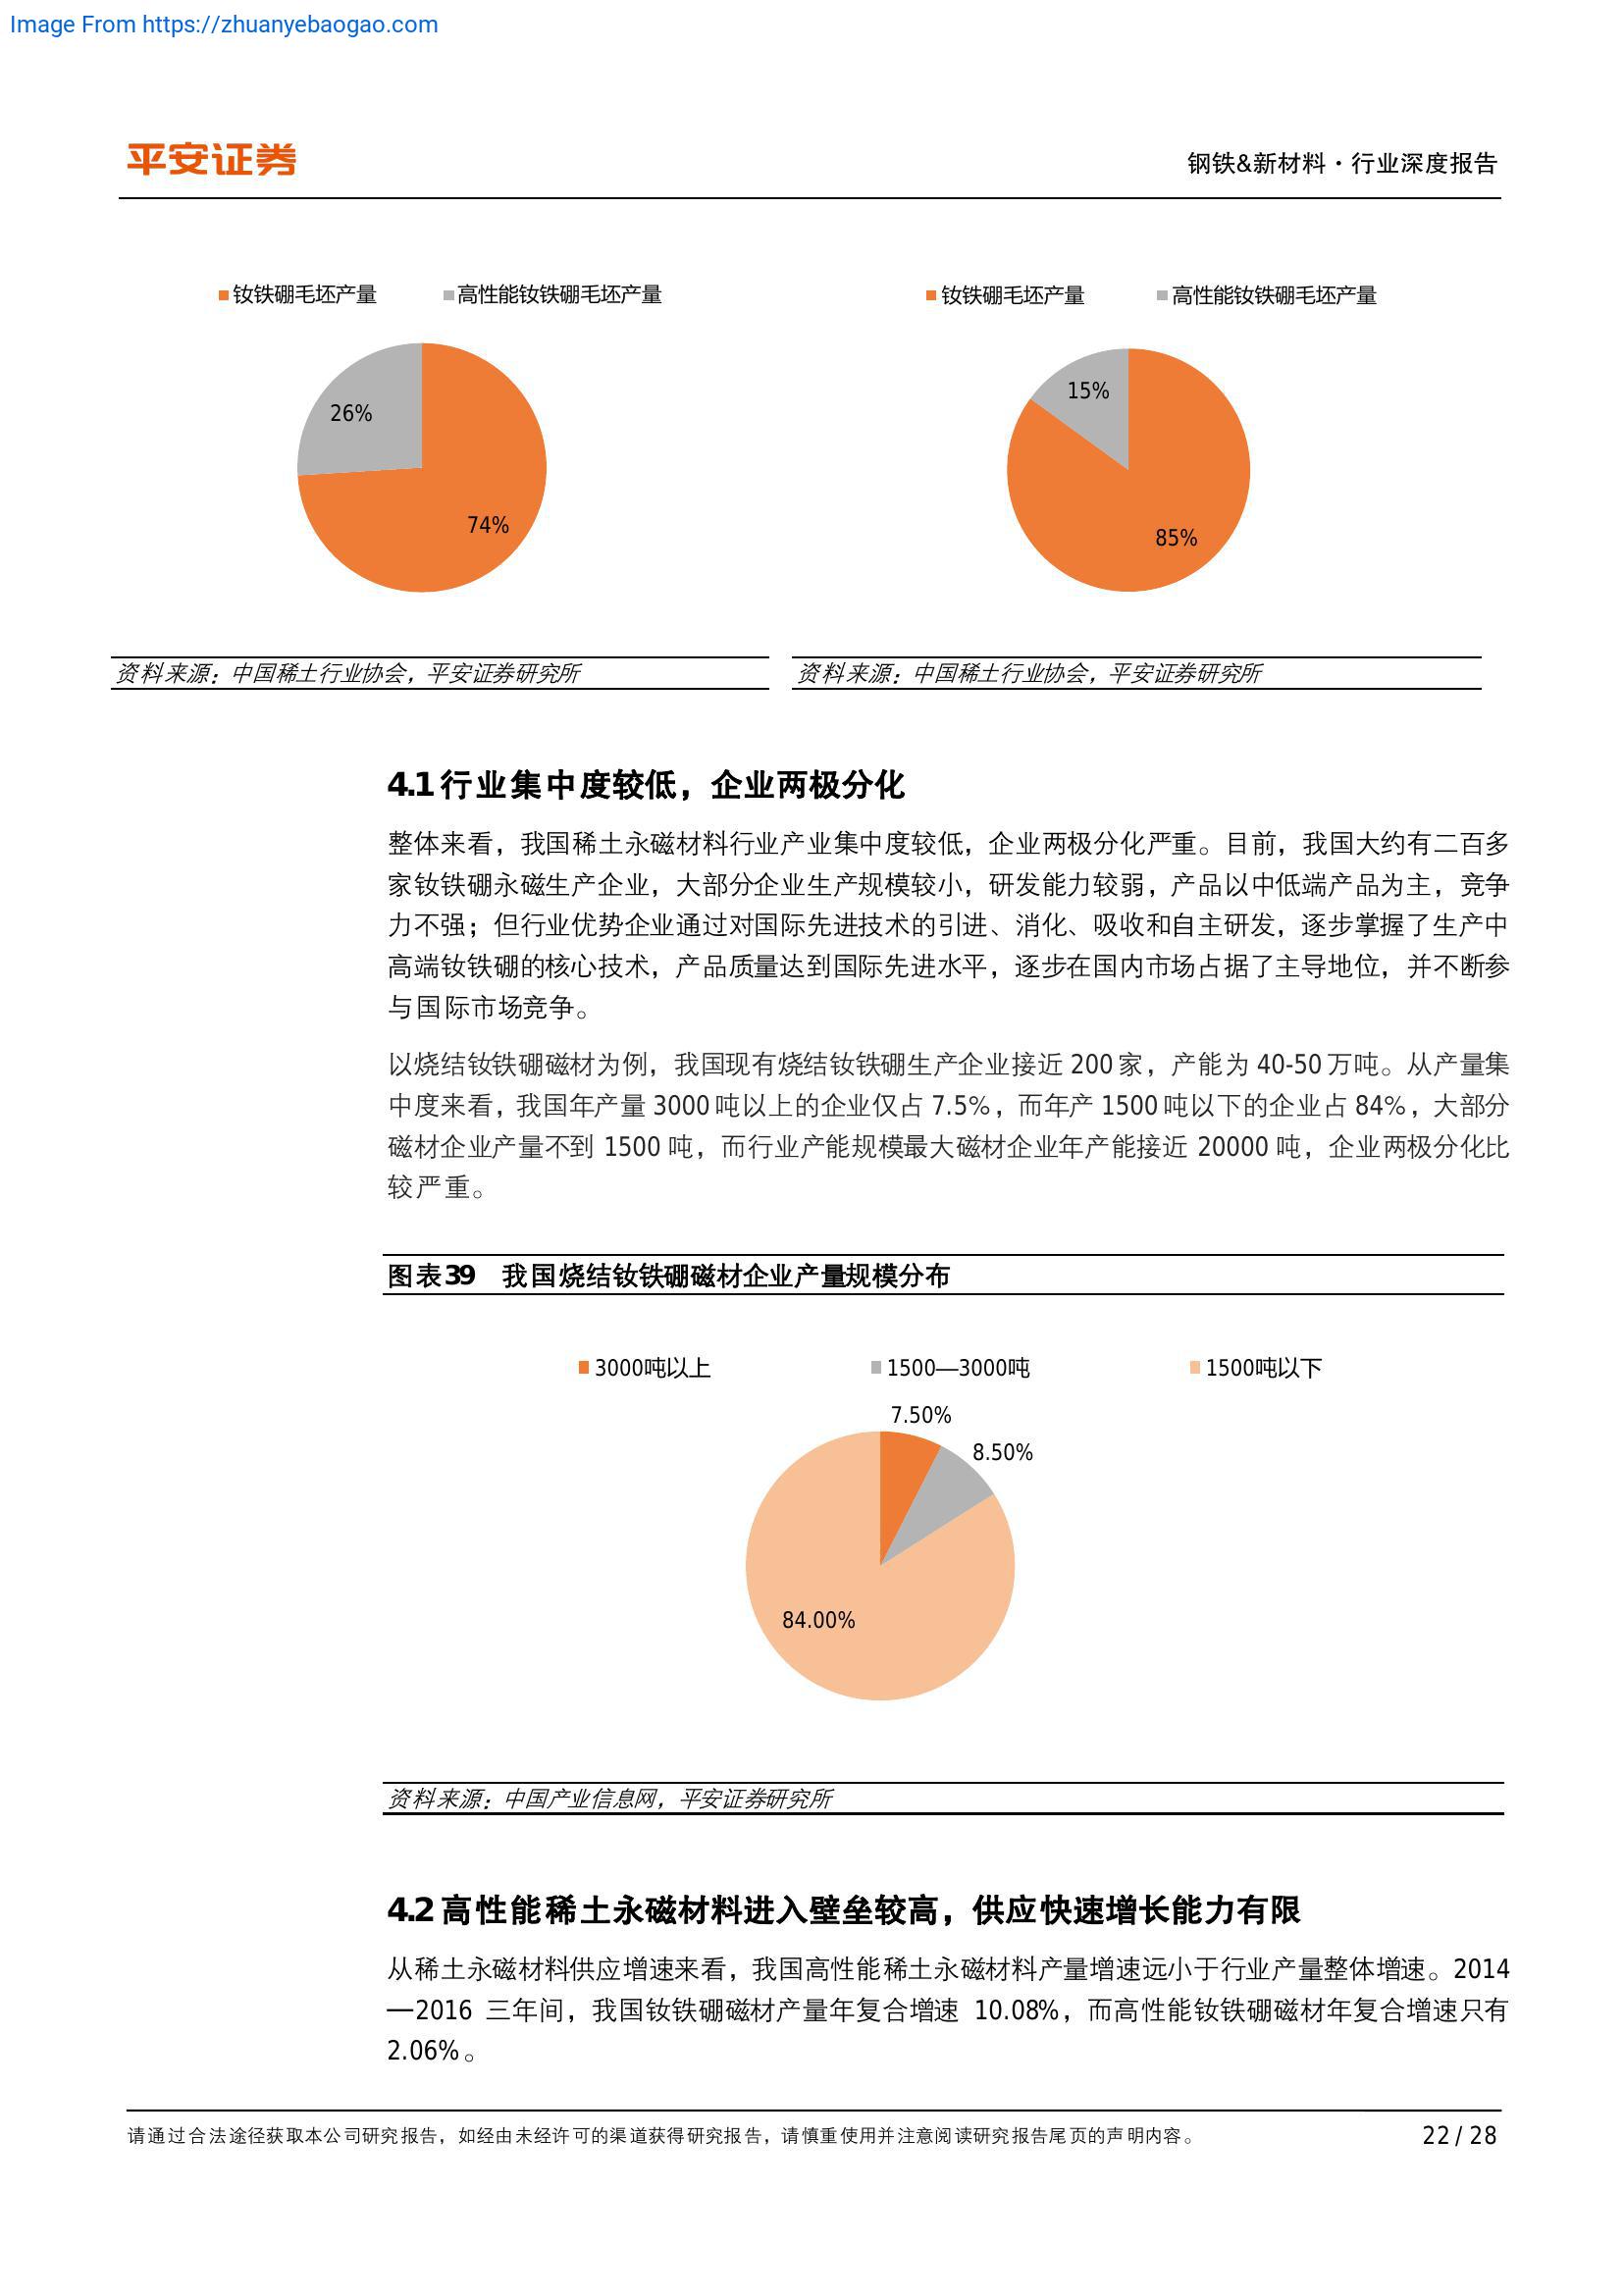 Image From https://zhuanyebaogao.com
平安证券
钢铁&新材料·行业深度报告
钕铁硼毛坯产量 高性能钕铁硼毛坯产量
26%
74%
钕铁硼毛坯产量 高性能钕铁硼毛坯产量
15%
85%
资料来源：中国稀土行业协会，平安证券研究所
资料来源：中国稀土行业协会，平安证券研究所
4.1 行业集中度较低，企业两极分化
整体来看，我国稀土永磁材料行业产业集中度较低，企业两极分化严重。目前，我国大约有二百多
家钕铁硼永磁生产企业，大部分企业生产规模较小，研发能力较弱，产品以中低端产品为主，竞争
力不强；但行业优势企业通过对国际先进技术的引进、消化、吸收和自主研发，逐步掌握了生产中
高端钕铁硼的核心技术，产品质量达到国际先进水平，逐步在国内市场占据了主导地位，并不断参
与国际市场竞争。
以烧结钕铁硼磁材为例，我国现有烧结钕铁硼生产企业接近 200 家，产能为 40-50 万吨。从产量集
中度来看，我国年产量 3000 吨以上的企业仅占 7.5%，而年产 1500 吨以下的企业占 84%，大部分
磁材企业产量不到 1500 吨，而行业产能规模最大磁材企业年产能接近 20000 吨，企业两极分化比
较严重。
图表39 我国烧结钕铁硼磁材企业产量规模分布
3000吨以上 1500—3000吨 1500吨以下
7.50%
8.50%
84.00%
资料来源：中国产业信息网，平安证券研究所
4.2 高性能稀土永磁材料进入壁垒较高，供应快速增长能力有限
从稀土永磁材料供应增速来看，我国高性能稀土永磁材料产量增速远小于行业产量整体增速。2014
—2016 三年间，我国钕铁硼磁材产量年复合增速 10.08%，而高性能钕铁硼磁材年复合增速只有
2.06%。
请通过合法途径获取本公司研究报告，如经由未经许可的渠道获得研究报告，请慎重使用并注意阅读研究报告尾页的声明内容。
22 / 28